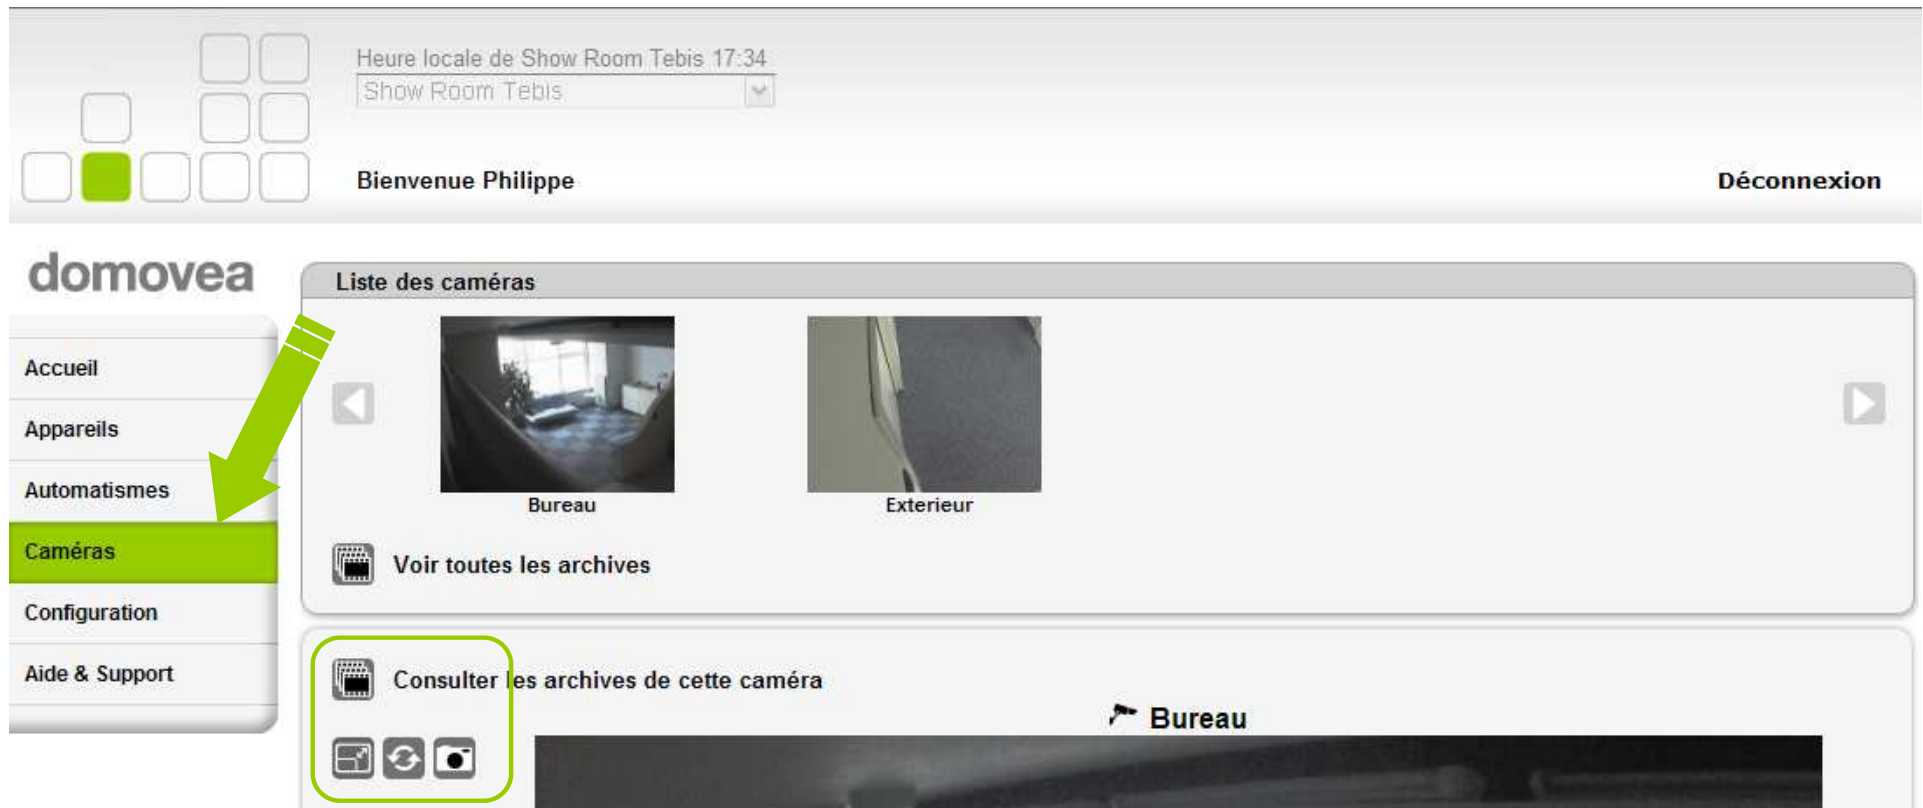 Heure locale de Show Room Tebis 17:34
Show Room Tebis
Bienvenue Philippe
Déconnexion
domovea
Accueil
Appareils
Automatismes
Caméras
Configuration
Aide & Support
Liste des caméras
Bureau
Exterieur
Voir toutes les archives
Consulter les archives de cette caméra
Bureau